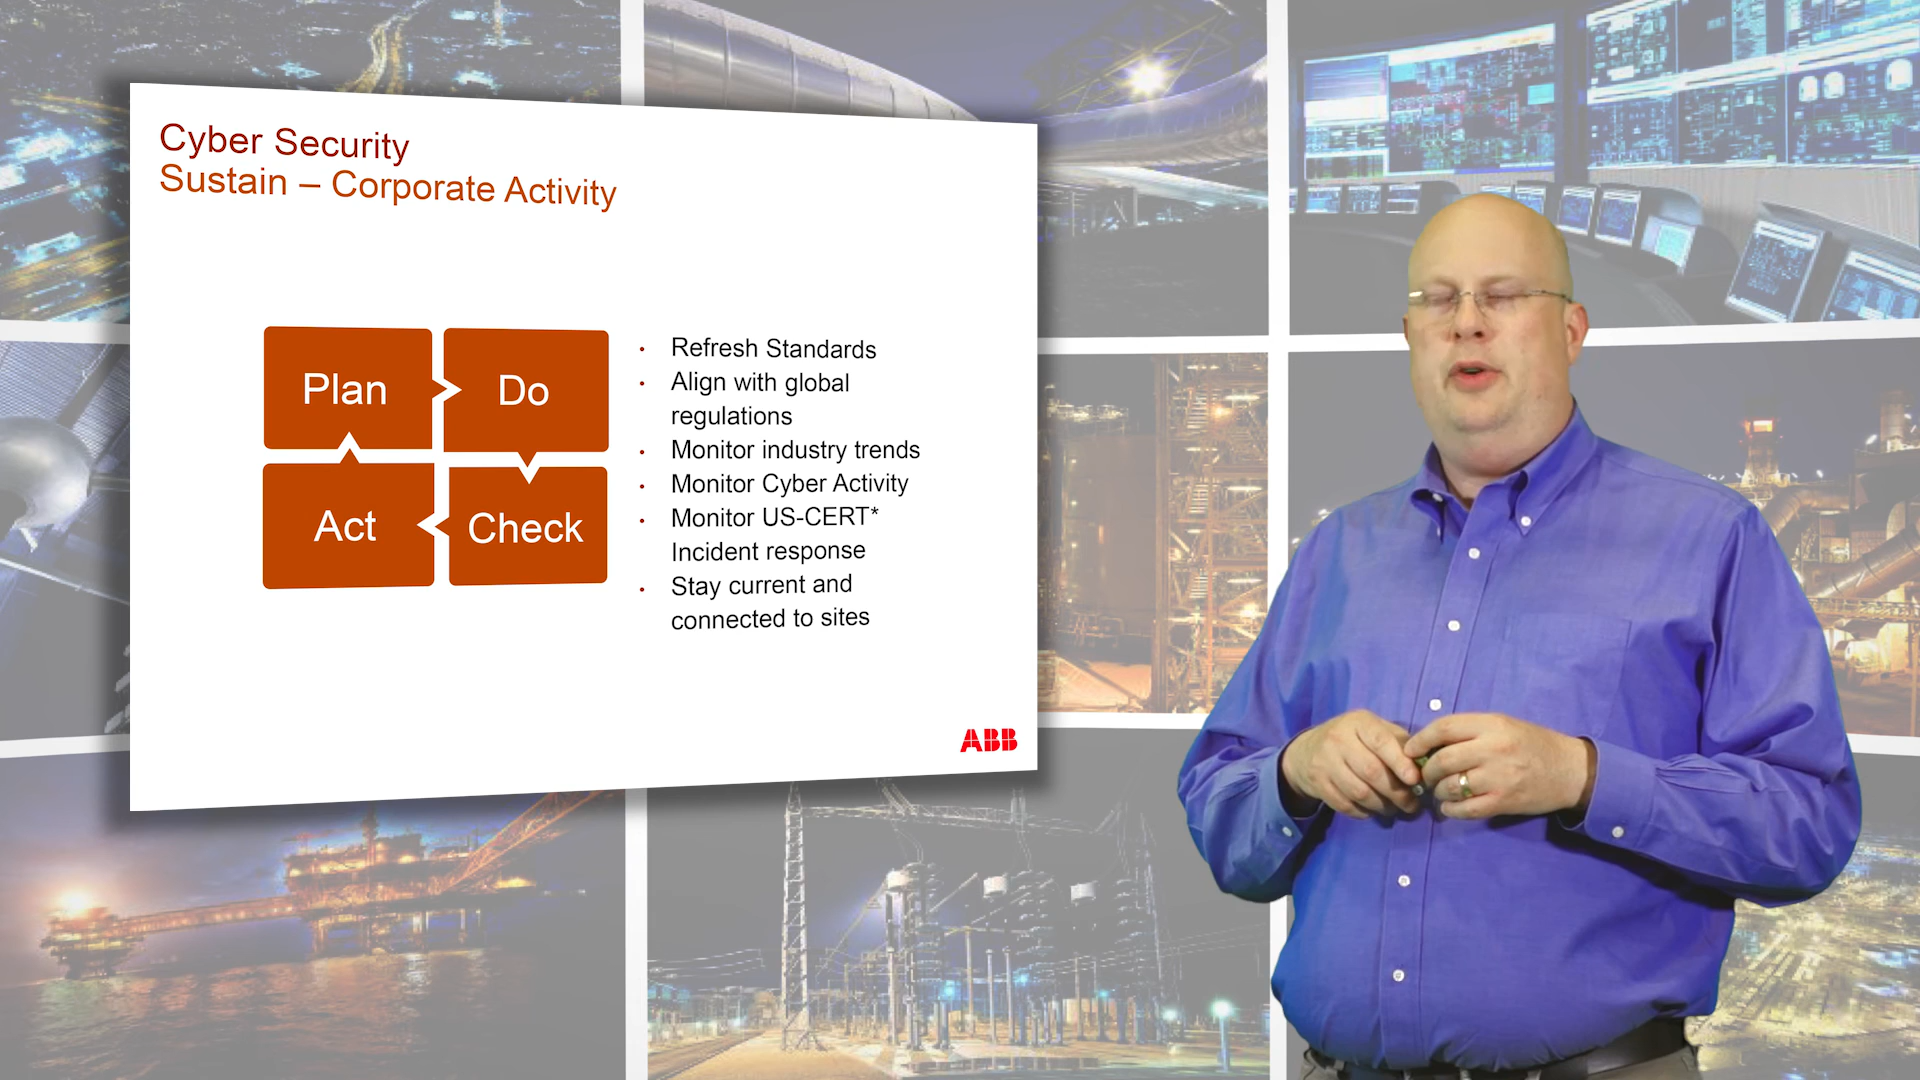 Cyber Security
Sustain – Corporate Activity
Plan
Do
Act
Check
• Refresh Standards
• Align with global
regulations
• Monitor industry trends
• Monitor Cyber Activity
• Monitor US-CERT*
Incident response
• Stay current and
connected to sites
ABB